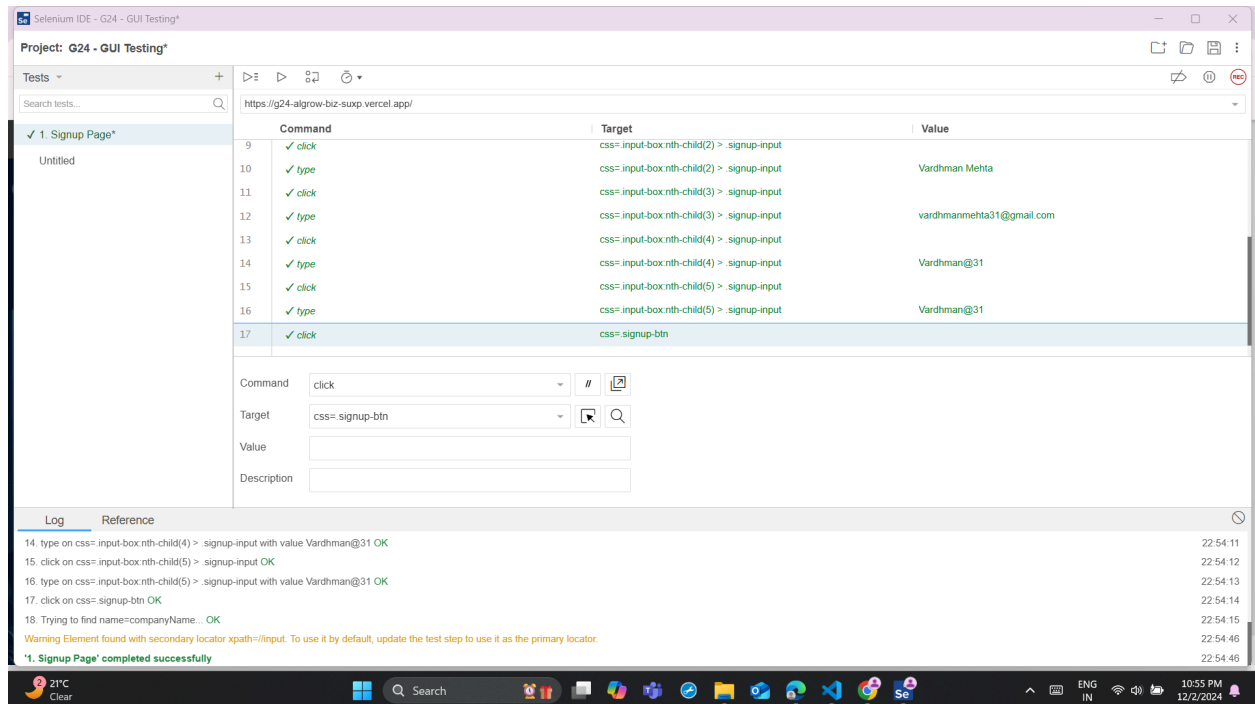 Selenium IDE - G24 - GUI Testing*
Project: G24 - GUI Testing*
Tests
Search tests...
✓ 1. Signup Page*
Untitled
https://g24-algrow-biz-suxp.vercel.app/
REC
Command Target Value
9 ✓ click css=.input-box:nth-child(2) > .signup-input
10 ✓ type css=.input-box:nth-child(2) > .signup-input Vardhman Mehta
11 ✓ click css=.input-box:nth-child(3) > .signup-input
12 ✓ type css=.input-box:nth-child(3) > .signup-input vardhmanmehta31@gmail.com
13 ✓ click css=.input-box:nth-child(4) > .signup-input
14 ✓ type css=.input-box:nth-child(4) > .signup-input Vardhman@31
15 ✓ click css=.input-box:nth-child(5) > .signup-input
16 ✓ type css=.input-box:nth-child(5) > .signup-input Vardhman@31
17 ✓ click css=.signup-btn
Command click //
Target css=.signup-btn
Value
Description
Log Reference
14. type on css=.input-box:nth-child(4) > .signup-input with value Vardhman@31 OK 22:54:11
15. click on css=.input-box:nth-child(5) > .signup-input OK 22:54:12
16. type on css=.input-box:nth-child(5) > .signup-input with value Vardhman@31 OK 22:54:13
17. click on css=.signup-btn OK 22:54:14
18. Trying to find name=companyName... OK 22:54:15
Warning Element found with secondary locator xpath=//input. To use it by default, update the test step to use it as the primary locator. 22:54:46
'1. Signup Page' completed successfully 22:54:46
2 21°C
Clear
Search
Se
ENG
IN
10:55 PM
12/2/2024